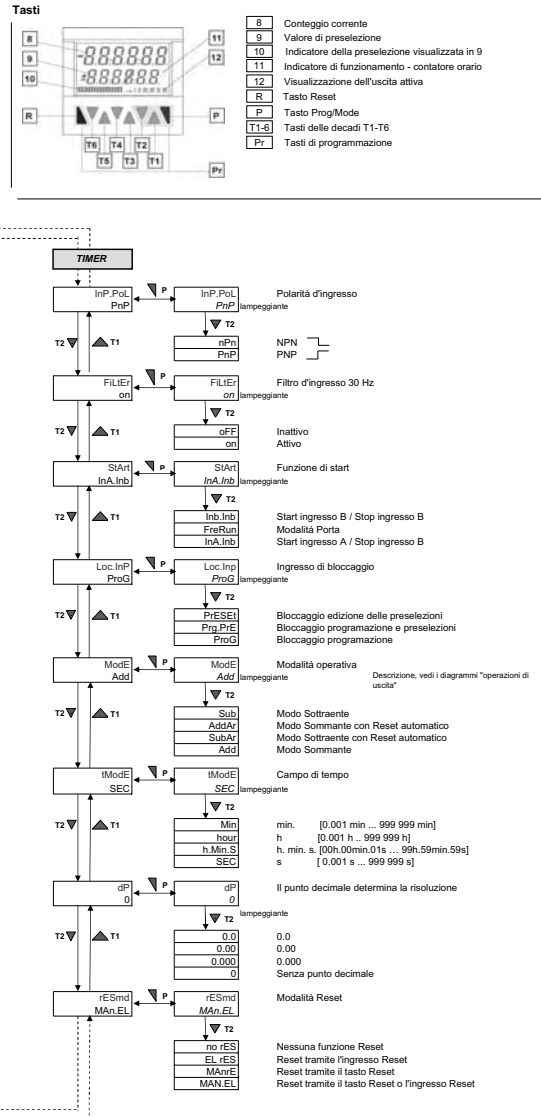 Tasti
8 Conteggio corrente
9 Valore di preselezione
10 Indicatore della preselezione visualizzata in 9
11 Indicatore di funzionamento - contatore orario
12 Visualizzazione dell'uscita attiva
R Tasto Reset
P Tasto Prog/Mode
T1-6 Tasti delle decadi T1-T6
Pr Tasti di programmazione
8
9
10
11
12
R
P
T6 T4 T2
T5 T3 T1
Pr
TIMER
InP.PoL P InP.PoL Polarità d'ingresso
PnP PnP lampeggiante
T2
T2 T1 nPn NPN
PnP PNP
FiLtEr P FiLtEr Filtro d'ingresso 30 Hz
on on lampeggiante
T2
T2 T1 oFF Inattivo
on Attivo
StArt P StArt Funzione di start
InA.Inb InA.Inb lampeggiante
T2
T2 T1 Inb.Inb Start ingresso B / Stop ingresso B
FreRun Modalità Porta
InA.Inb Start ingresso A / Stop ingresso B
Loc.InP P Loc.Inp Ingresso di bloccaggio
ProG ProG lampeggiante
T2
T2 T1 PrESEt Bloccaggio edizione delle preselezioni
Prg.PrE Bloccaggio programazione e preselezioni
ProG Bloccaggio programazione
ModE P ModE Modalità operativa
Add Add lampeggiante Descrizione, vedi i diagrammi "operazioni di
uscita"
T2
T2 T1 Sub Modo Sottraente
AddAr Modo Sommante con Reset automatico
SubAr Modo Sottraente con Reset automatico
Add Modo Sommante
tModE P tModE Campo di tempo
SEC SEC lampeggiante
T2
T2 T1 Min min. [0.001 min ... 999 999 min]
hour h [0.001 h .. 999 999 h]
h.Min.S h. min. s. [00h.00min.01s … 99h.59min.59s]
SEC s [ 0.001 s ... 999 999 s]
dP P dP Il punto decimale determina la risoluzione
0 0
lampeggiante
T2
T2 T1 0.0 0.0
0.00 0.00
0.000 0.000
0 Senza punto decimale
rESmd P rESmd Modalità Reset
MAn.EL MAn.EL lampeggiante
T2
no rES Nessuna funzione Reset
EL rES Reset tramite l'ingresso Reset
MAnrE Reset tramite il tasto Reset
MAN.EL Reset tramite il tasto Reset o l'ingresso Reset